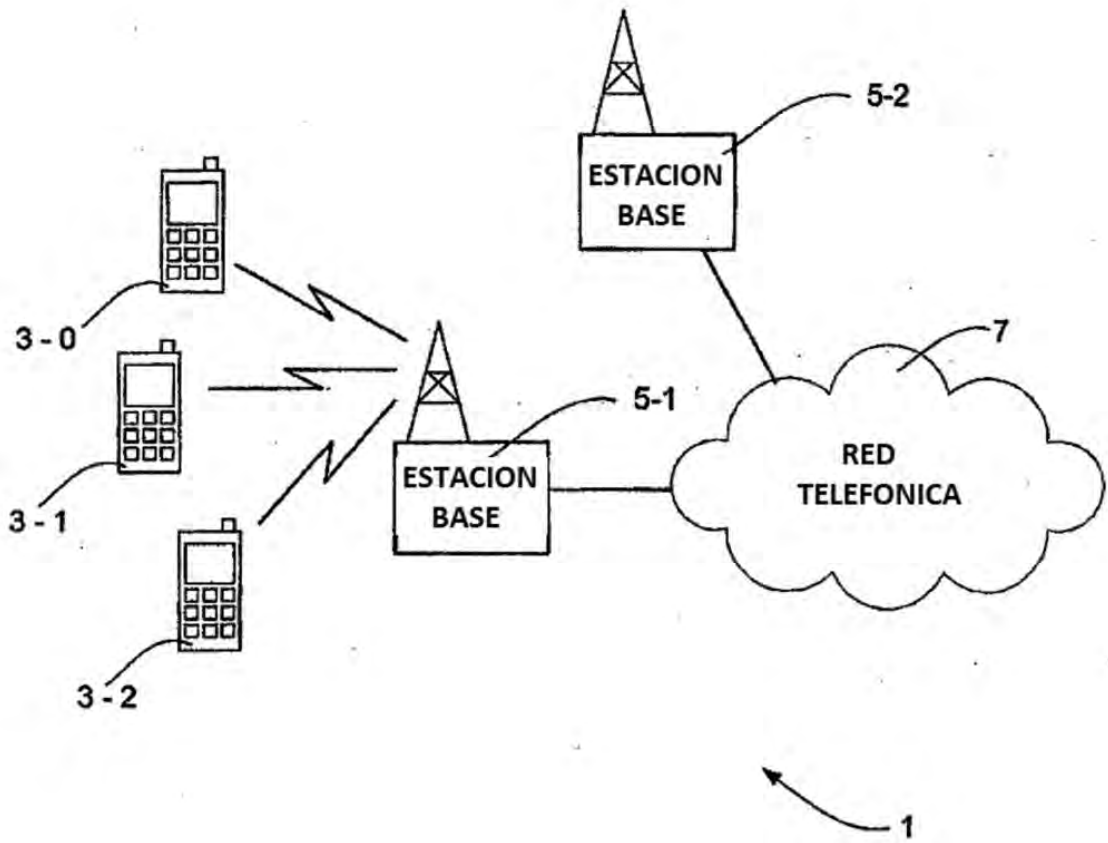 5-2
ESTACION
BASE
3-0
7
5-1
3-1
ESTACION
BASE
RED
TELEFONICA
3-2
1